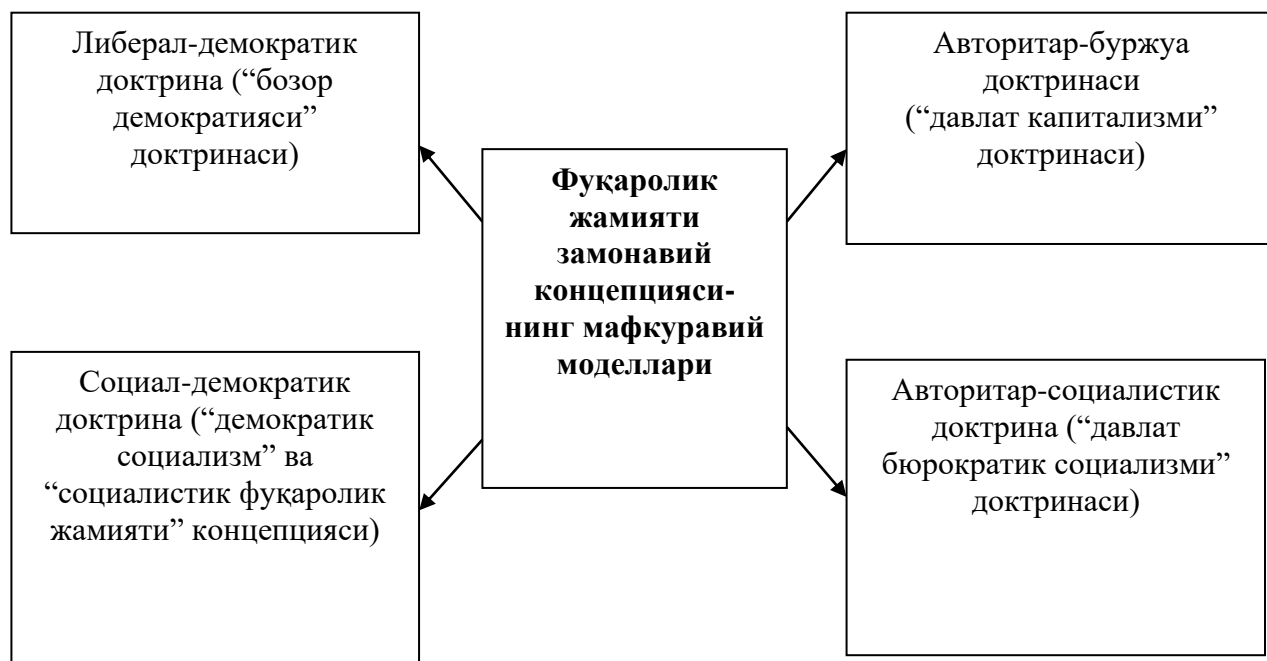 Либерал-демократик
доктрина (“бозор
демократияси”
доктринаси)
Авторитар-буржуа
доктринаси
(“давлат капитализми”
доктринаси)
Фуқаролик
жамияти
замонавий
концепцияси-
нинг мафкуравий
моделлари
Социал-демократик
доктрина (“демократик
социализм” ва
“социалистик фуқаролик
жамияти” концепцияси)
Авторитар-социалистик
доктрина (“давлат
бюрократик социализми”
доктринаси)